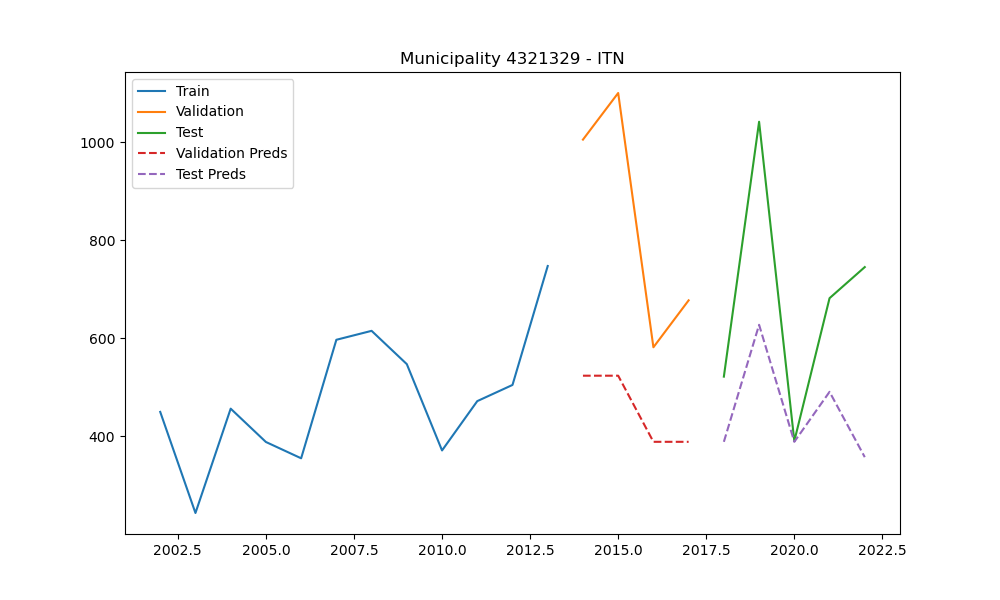 Municipality 4321329 - ITN
Train
Validation
Test
Validation Preds
Test Preds
1000
800
600
400
2002.5 2005.0 2007.5 2010.0 2012.5 2015.0 2017.5 2020.0 2022.5